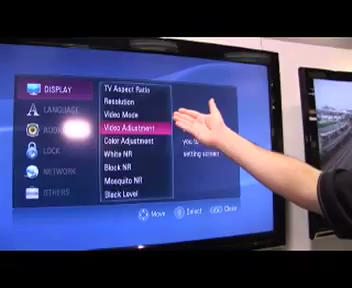 DISPLAY
LANGUAGE
AUDIO
LOCK
NETWORK
OTHERS
TV Aspect Ratio
Resolution
Video Mode
Video Adjustment
Color Adjustment
White NR
Block NR
Mosquito NR
Black Level
you to
setting screen
Move
Select
Close